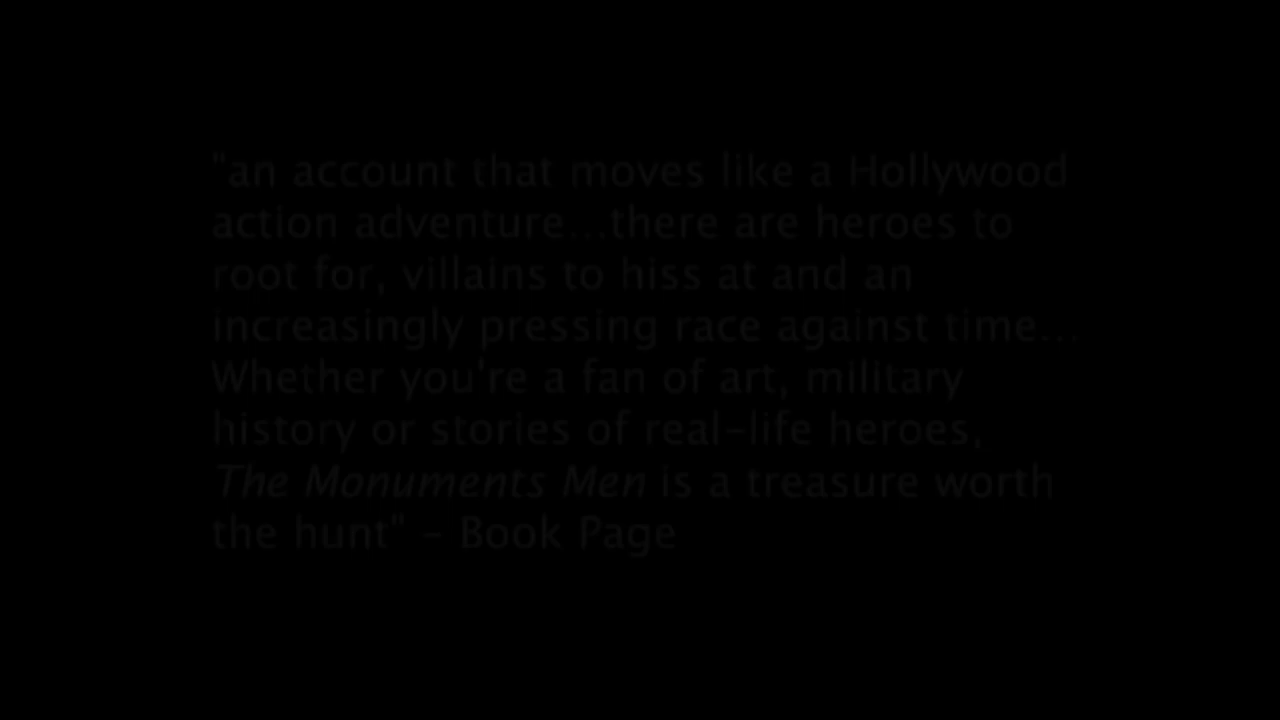 "an account that moves like a Hollywood
action adventure...there are heroes to
root for, villains to hiss at and an
increasingly pressing race against time...
Whether you're a fan of art, military
history or stories of real-life heroes,
The Monuments Men is a treasure worth
the hunt" - Book Page